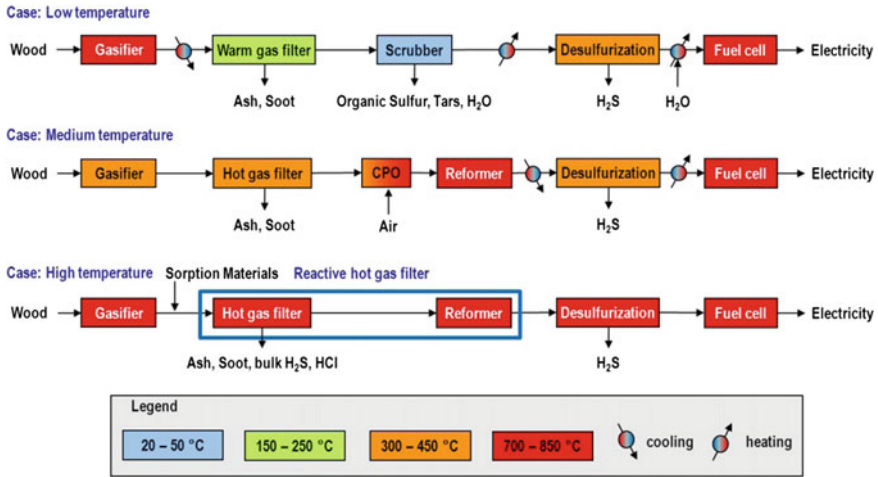 Case: Low temperature
Wood Gasifier Warm gas filter Scrubber Desulfurization Fuel cell Electricity
Ash, Soot Organic Sulfur, Tars, H₂O H₂S H₂O
Case: Medium temperature
Wood Gasifier Hot gas filter CPO Reformer Desulfurization Fuel cell Electricity
Ash, Soot Air H₂S
Case: High temperature Sorption Materials Reactive hot gas filter
Wood Gasifier Hot gas filter Reformer Desulfurization Fuel cell Electricity
Ash, Soot, bulk H₂S, HCl H₂S
Legend
20 – 50 °C 150 – 250 °C 300 – 450 °C 700 – 850 °C cooling heating